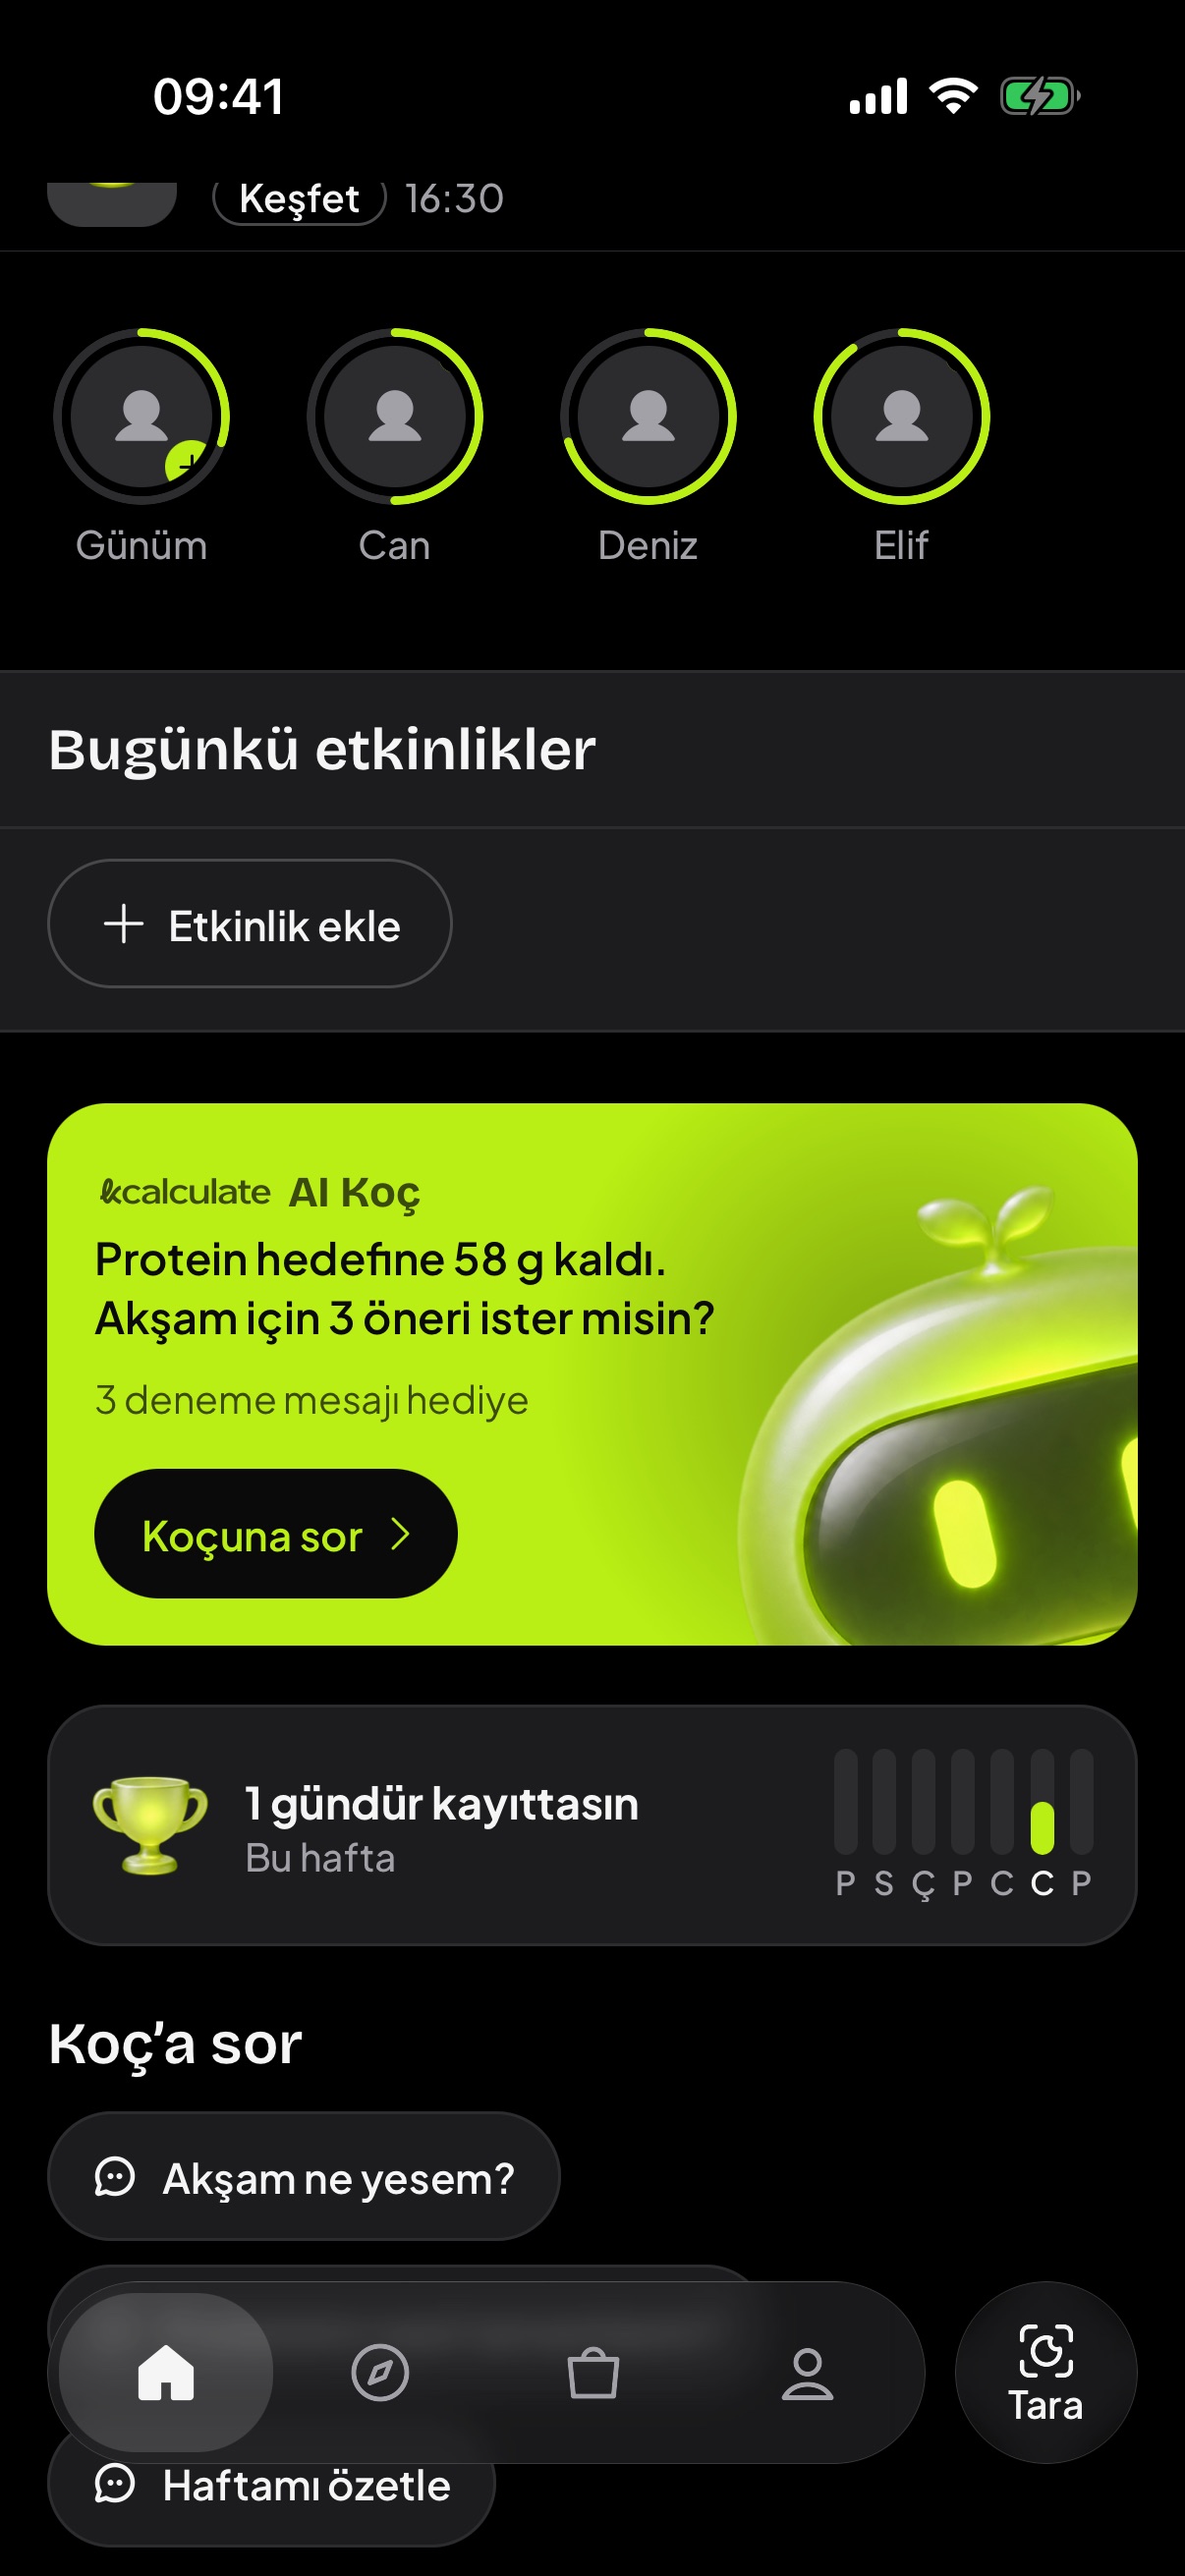 09:41
Keşfet 16:30
Günüm Can Deniz Elif
Bugünkü etkinlikler
Etkinlik ekle
kcalculate AI Koç
Protein hedefine 58 g kaldı.
Akşam için 3 öneri ister misin?
3 deneme mesajı hediye
Koçuna sor
1 gündür kayıttasın
Bu hafta
P S Ç P C C P
Koç’a sor
Akşam ne yesem?
Tara
Haftamı özetle